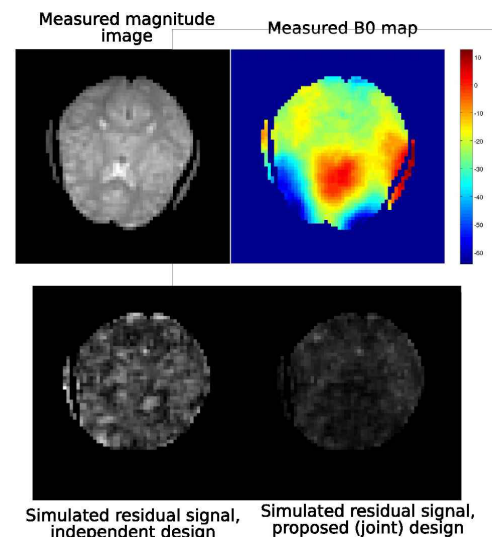 Measured magnitude
image
Measured B0 map
10
0
-10
-20
-30
-40
-50
-60
Simulated residual signal,
independent design
Simulated residual signal,
proposed (joint) design